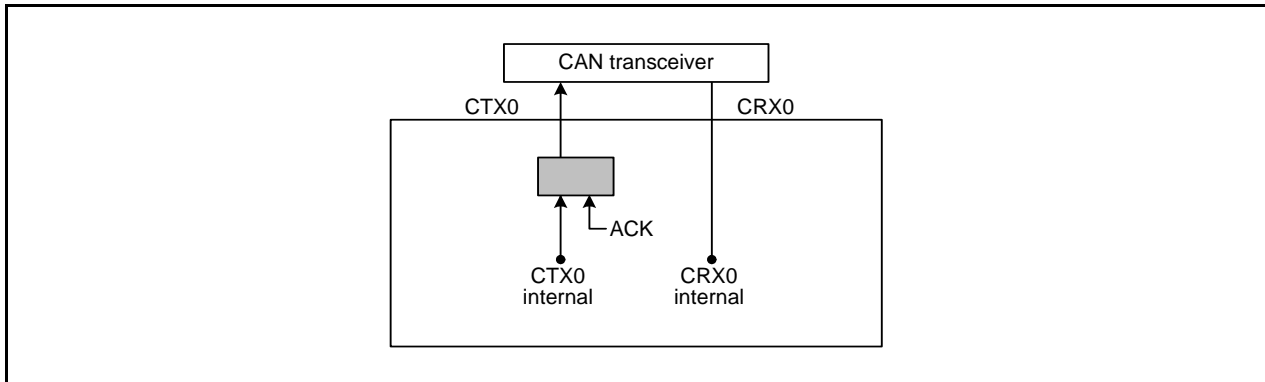 CAN transceiver
CTX0
CRX0
ACK
CTX0
internal
CRX0
internal